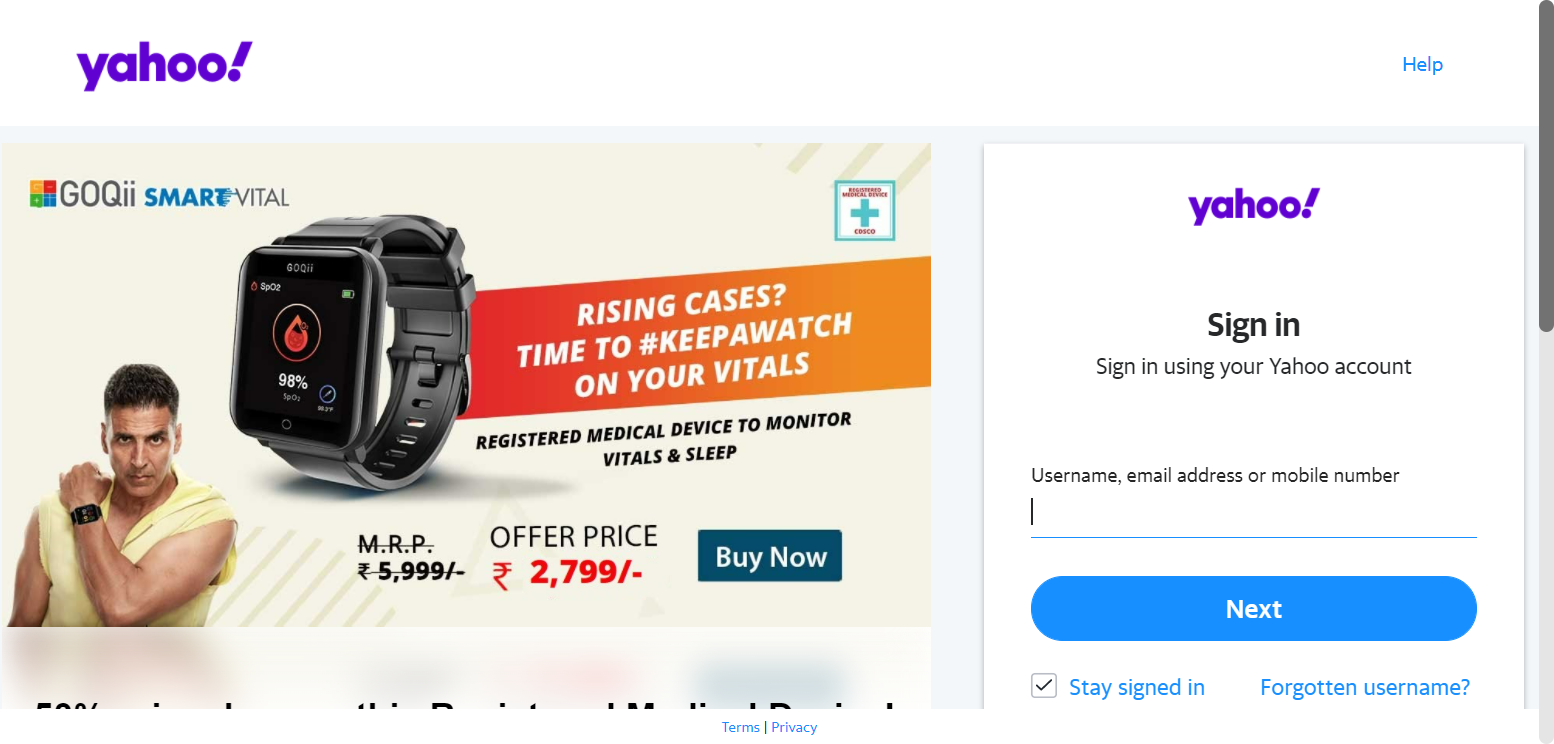 yahoo!
Help
GOQii SMART VITAL
REGISTERED
MEDICAL DEVICE
CDSCO
GOQii
SpO2
98%
SpO2
98.3°F
RISING CASES?
TIME TO #KEEPAWATCH
ON YOUR VITALS
REGISTERED MEDICAL DEVICE TO MONITOR
VITALS & SLEEP
M.R.P.
₹ 5,999/-
OFFER PRICE
₹ 2,799/-
Buy Now
yahoo!
Sign in
Sign in using your Yahoo account
Username, email address or mobile number
Next
Stay signed in
Forgotten username?
Terms | Privacy